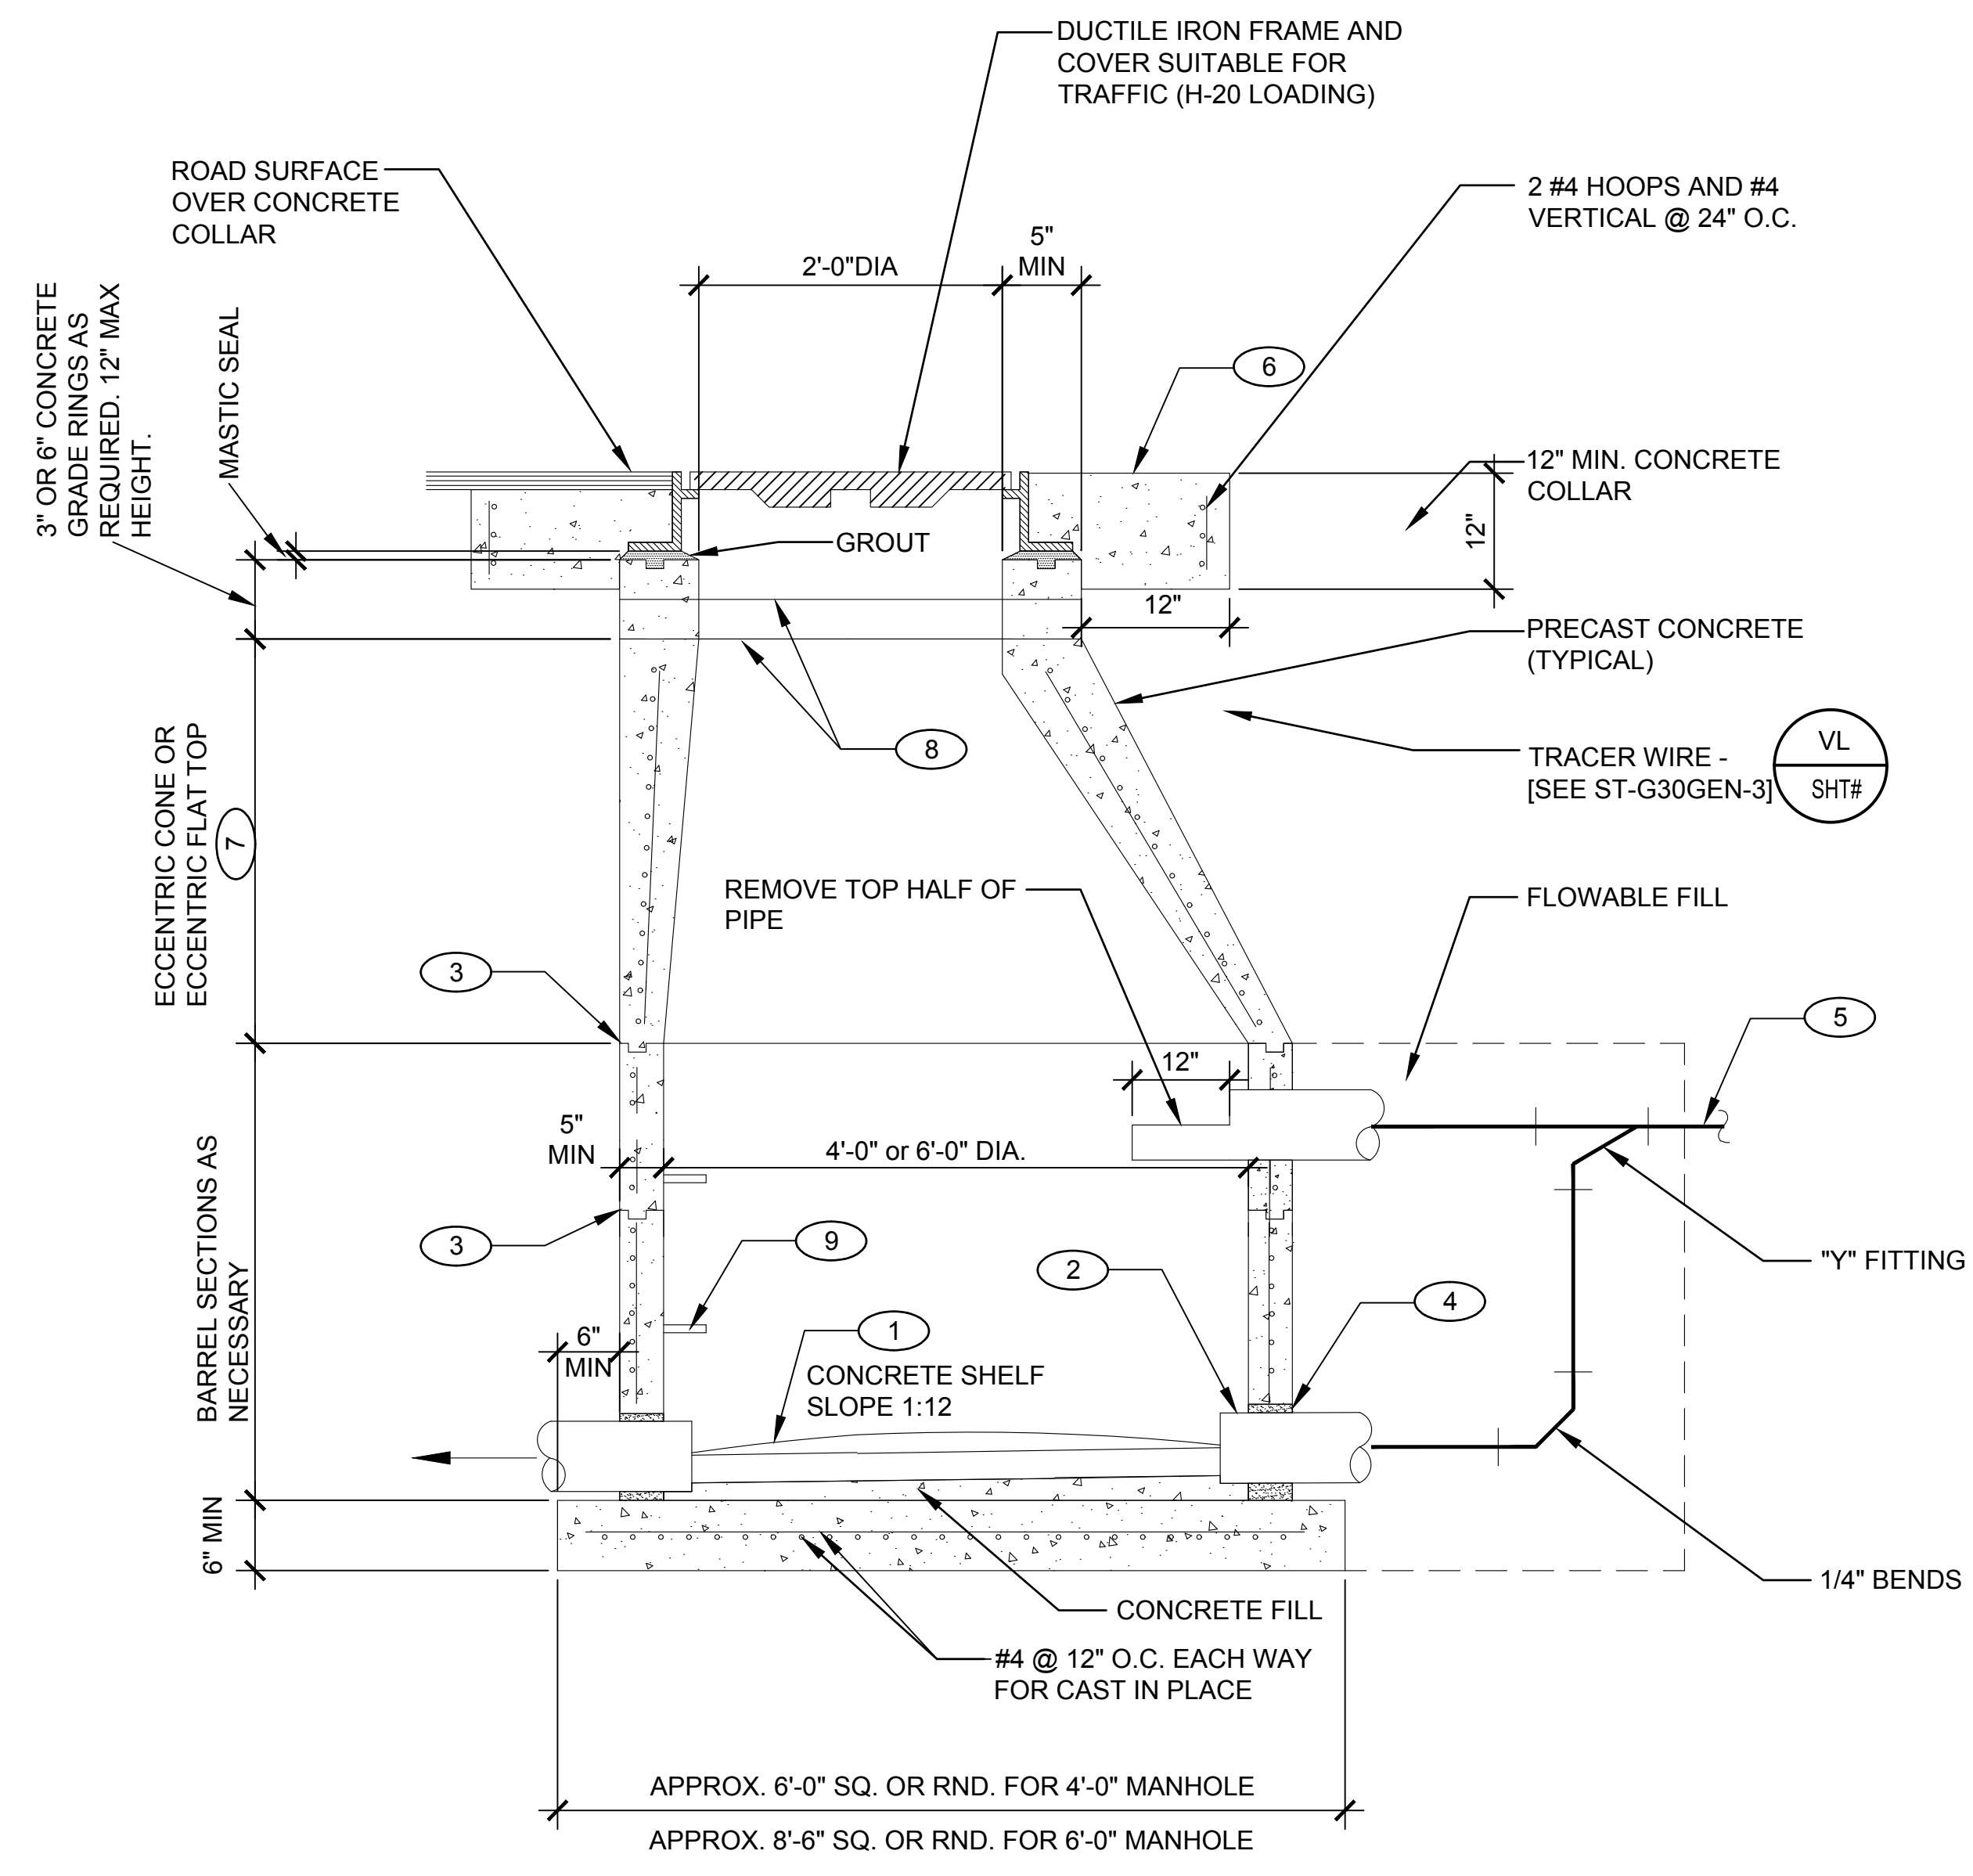 DUCTILE IRON FRAME AND
COVER SUITABLE FOR
TRAFFIC (H-20 LOADING)
ROAD SURFACE
OVER CONCRETE
COLLAR
2 #4 HOOPS AND #4
VERTICAL @ 24" O.C.
5"
MIN
2'-0"DIA
3" OR 6" CONCRETE
GRADE RINGS AS
REQUIRED. 12" MAX
HEIGHT.
MASTIC SEAL
6
12" MIN. CONCRETE
COLLAR
12"
GROUT
12"
PRECAST CONCRETE
(TYPICAL)
8
TRACER WIRE -
[SEE ST-G30GEN-3]
VL
SHT#
ECCENTRIC CONE OR
ECCENTRIC FLAT TOP
7
REMOVE TOP HALF OF
PIPE
FLOWABLE FILL
3
5
12"
5"
MIN
4'-0" or 6'-0" DIA.
3
9
2
4
"Y" FITTING
BARREL SECTIONS AS
NECESSARY
6"
MIN
1
CONCRETE SHELF
SLOPE 1:12
6" MIN
1/4" BENDS
CONCRETE FILL
#4 @ 12" O.C. EACH WAY
FOR CAST IN PLACE
APPROX. 6'-0" SQ. OR RND. FOR 4'-0" MANHOLE
APPROX. 8'-6" SQ. OR RND. FOR 6'-0" MANHOLE